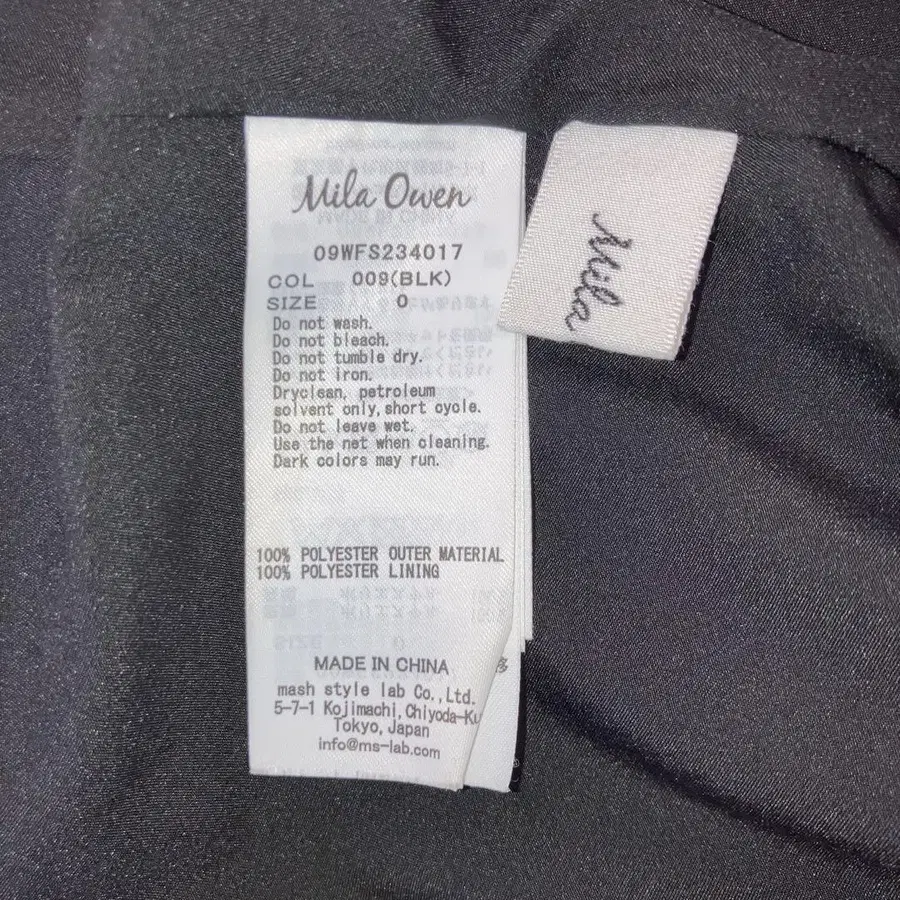 Mila Owen
09WFS234017
COL 009(BLK)
SIZE 0
Do not wash.
Do not bleach.
Do not tumble dry.
Do not iron.
Dryclean, petroleum
solvent only, short cycle.
Do not leave wet.
Use the net when cleaning.
Dark colors may run.
100% POLYESTER OUTER MATERIAL
100% POLYESTER LINING
MADE IN CHINA
mash style lab Co., Ltd.
5-7-1 Kojimachi, Chiyoda-Ku
Tokyo, Japan
info@ms-lab.com
Mila